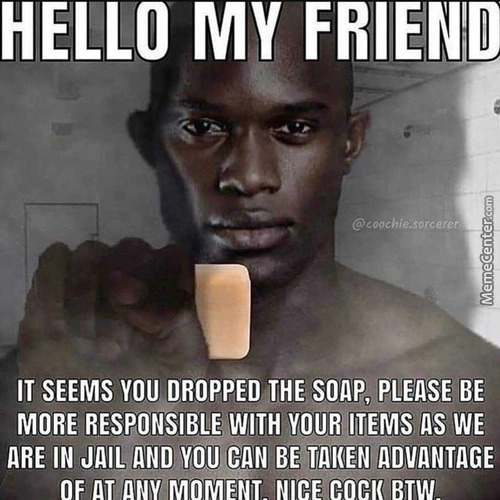 HELLO MY FRIEND
@coochie.sorcerer
MemeCenter.com
IT SEEMS YOU DROPPED THE SOAP, PLEASE BE
MORE RESPONSIBLE WITH YOUR ITEMS AS WE
ARE IN JAIL AND YOU CAN BE TAKEN ADVANTAGE
OF AT ANY MOMENT. NICE COCK BTW.